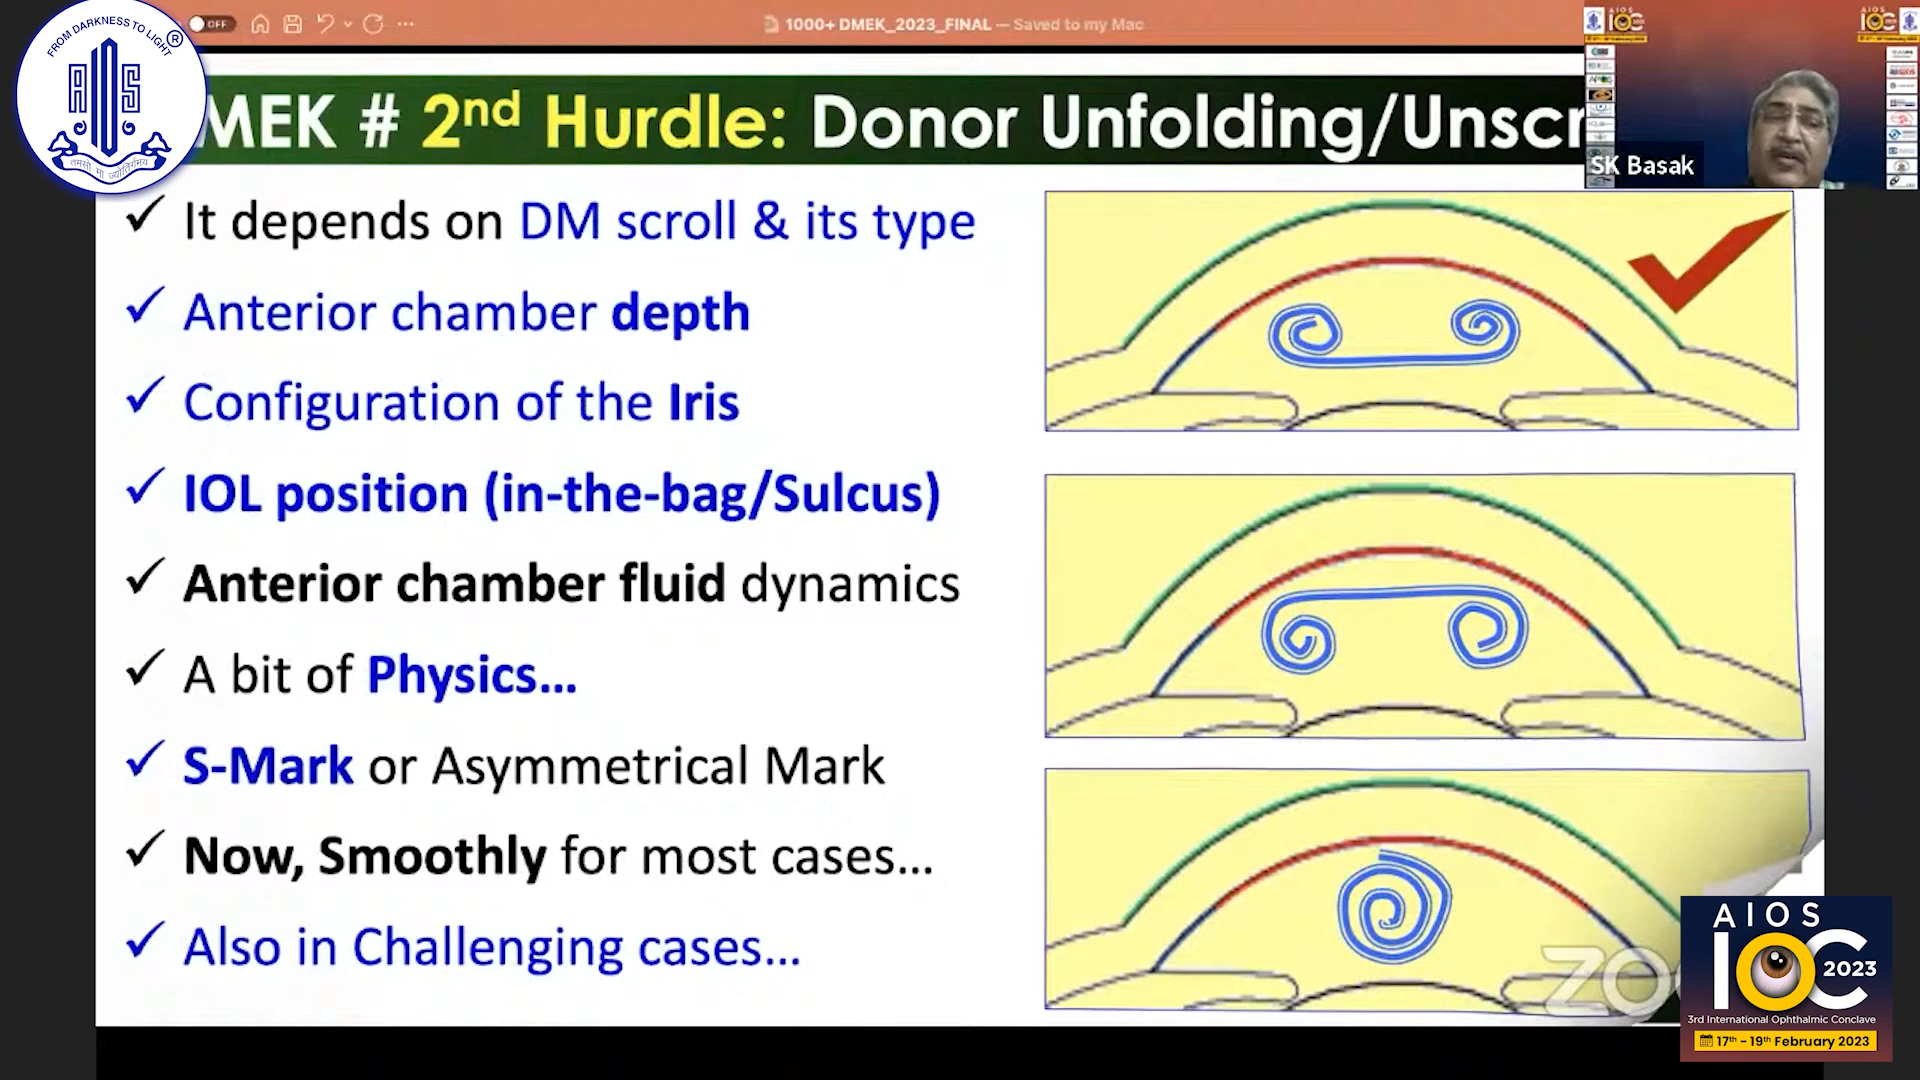 FROM DARKNESS TO LIGHT
®
AIOS
तमसो मा ज्योतिर्गमय
OFF
1000+ DMEK_2023_FINAL — Saved to my Mac
MEK # 2nd Hurdle: Donor Unfolding/Unscr
SK Basak
✓ It depends on DM scroll & its type
✓ Anterior chamber depth
✓ Configuration of the Iris
✓ IOL position (in-the-bag/Sulcus)
✓ Anterior chamber fluid dynamics
✓ A bit of Physics...
✓ S-Mark or Asymmetrical Mark
✓ Now, Smoothly for most cases...
✓ Also in Challenging cases...
zo
AIOS
IOC 2023
3rd International Ophthalmic Conclave
17th - 19th February 2023